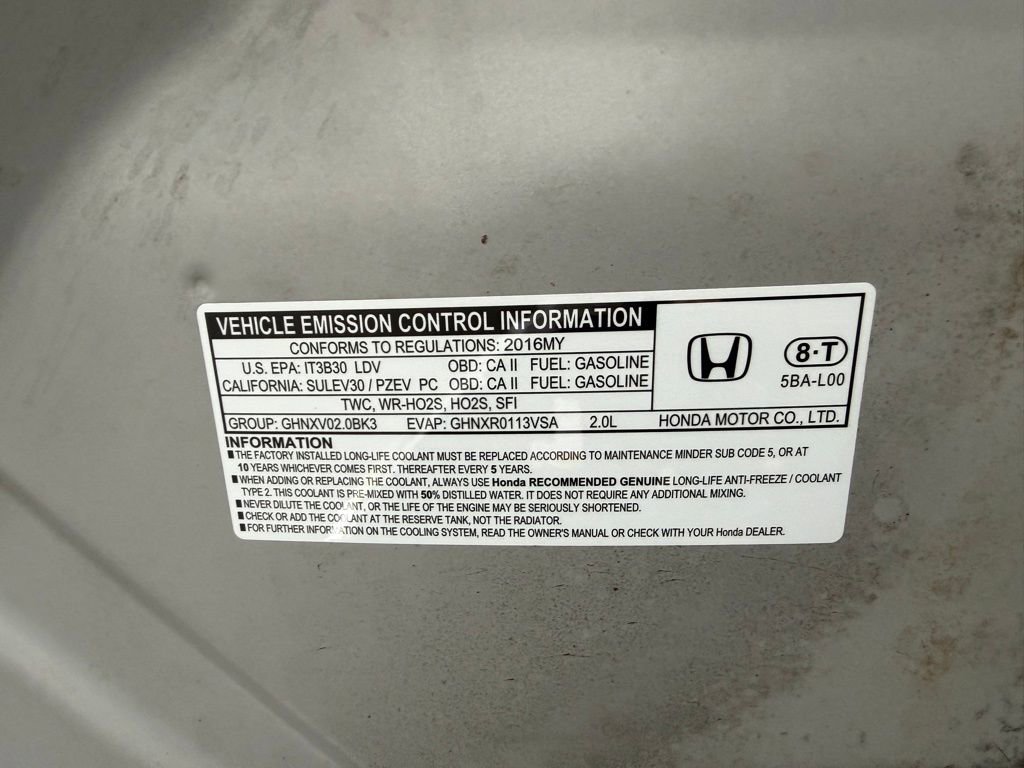 VEHICLE EMISSION CONTROL INFORMATION
CONFORMS TO REGULATIONS: 2016MY
U.S. EPA: IT3B30 LDV OBD: CA II FUEL: GASOLINE
CALIFORNIA: SULEV30 / PZEV PC OBD: CA II FUEL: GASOLINE
TWC, WR-HO2S, HO2S, SFI
GROUP: GHNXV02.0BK3 EVAP: GHNXR0113VSA 2.0L
8·T
5BA-L00
HONDA MOTOR CO., LTD.
INFORMATION
■THE FACTORY INSTALLED LONG-LIFE COOLANT MUST BE REPLACED ACCORDING TO MAINTENANCE MINDER SUB CODE 5, OR AT
10 YEARS WHICHEVER COMES FIRST. THEREAFTER EVERY 5 YEARS.
■WHEN ADDING OR REPLACING THE COOLANT, ALWAYS USE Honda RECOMMENDED GENUINE LONG-LIFE ANTI-FREEZE / COOLANT
TYPE 2. THIS COOLANT IS PRE-MIXED WITH 50% DISTILLED WATER. IT DOES NOT REQUIRE ANY ADDITIONAL MIXING.
■NEVER DILUTE THE COOLANT, OR THE LIFE OF THE ENGINE MAY BE SERIOUSLY SHORTENED.
■CHECK OR ADD THE COOLANT AT THE RESERVE TANK, NOT THE RADIATOR.
■FOR FURTHER INFORMATION ON THE COOLING SYSTEM, READ THE OWNER'S MANUAL OR CHECK WITH YOUR Honda DEALER.